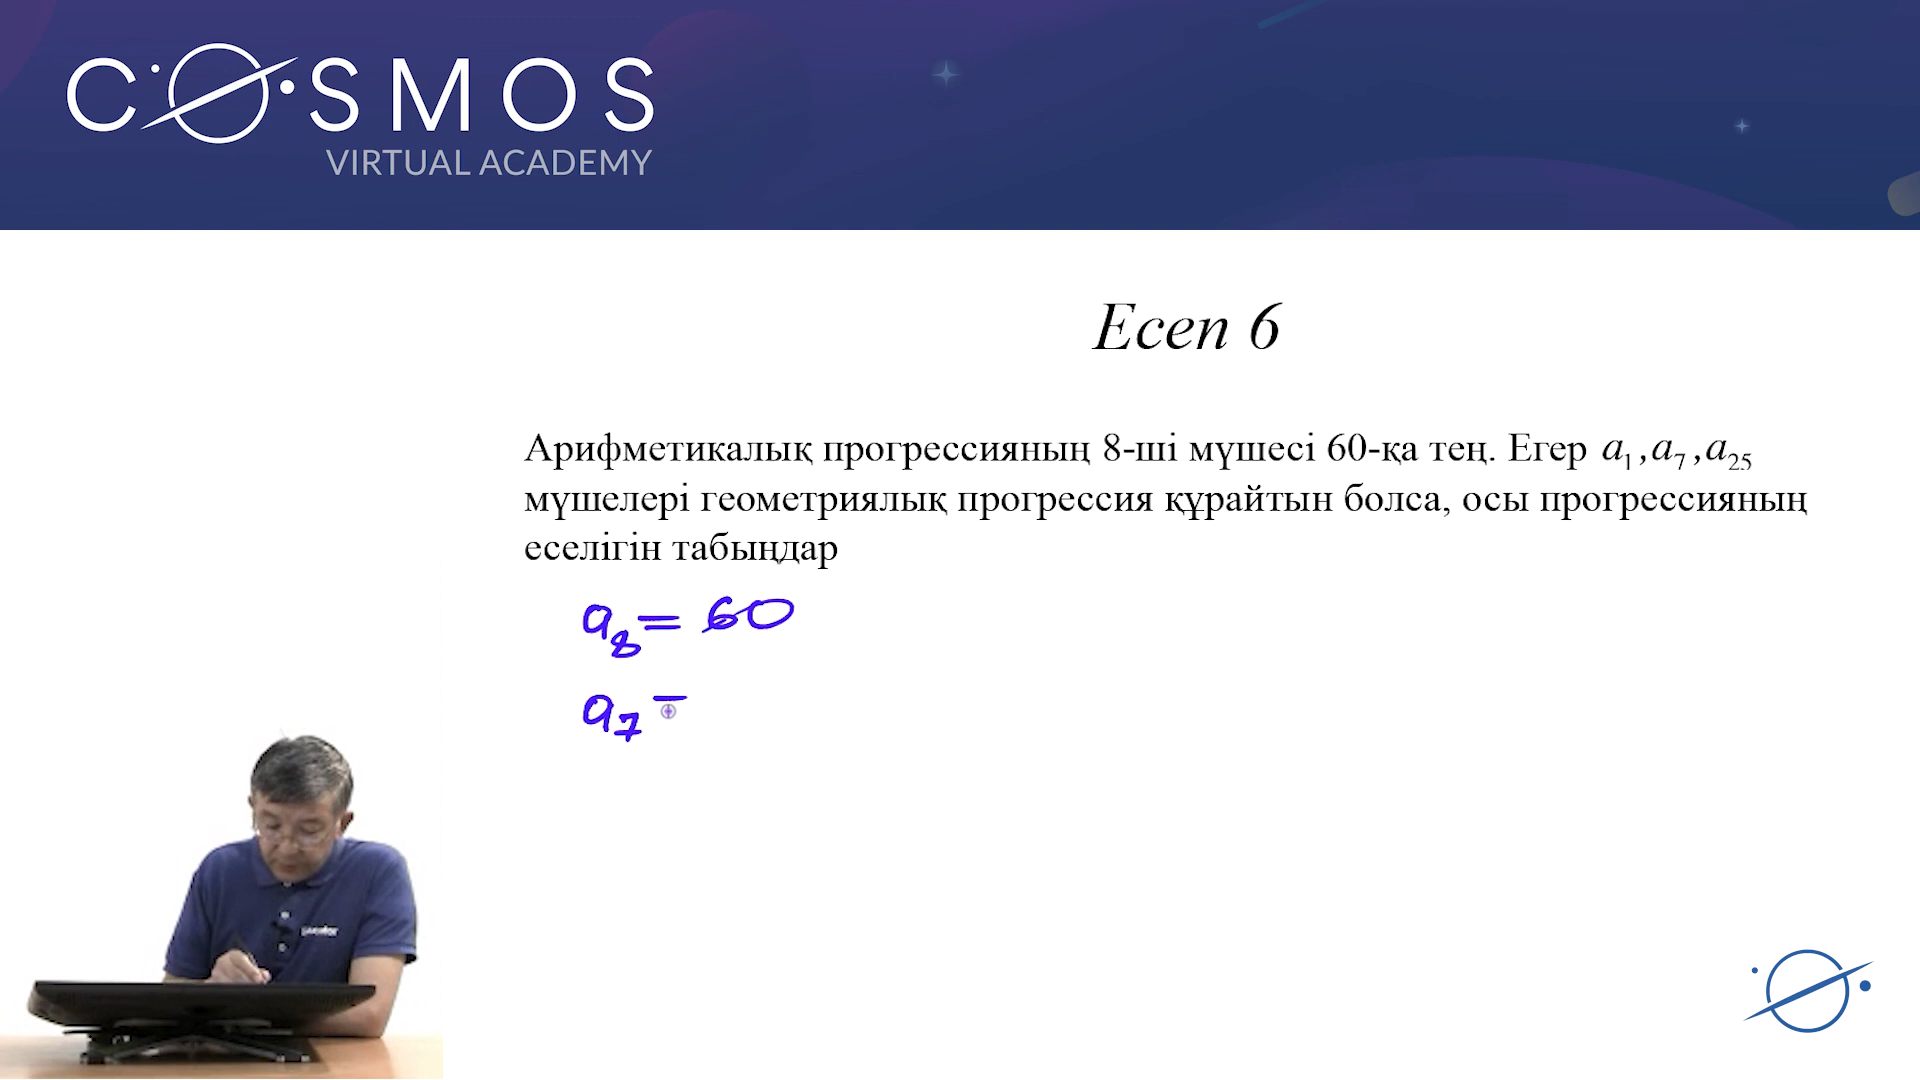 COSMOS
VIRTUAL ACADEMY
Есеп 6
Арифметикалық прогрессияның 8-ші мүшесі 60-қа тең. Егер a₁,a₇,a₂₅
мүшелері геометриялық прогрессия құрайтын болса, осы прогрессияның
еселігін табыңдар
a₈= 60
a₇ =